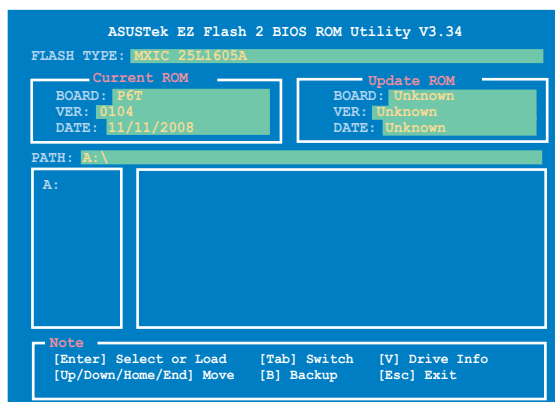 ASUSTek EZ Flash 2 BIOS ROM Utility V3.34
FLASH TYPE: MXIC 25L1605A
Current ROM
BOARD: P6T
VER: 0104
DATE: 11/11/2008
Update ROM
BOARD: Unknown
VER: Unknown
DATE: Unknown
PATH: A:\
A:
Note
[Enter] Select or Load [Tab] Switch [V] Drive Info
[Up/Down/Home/End] Move [B] Backup [Esc] Exit